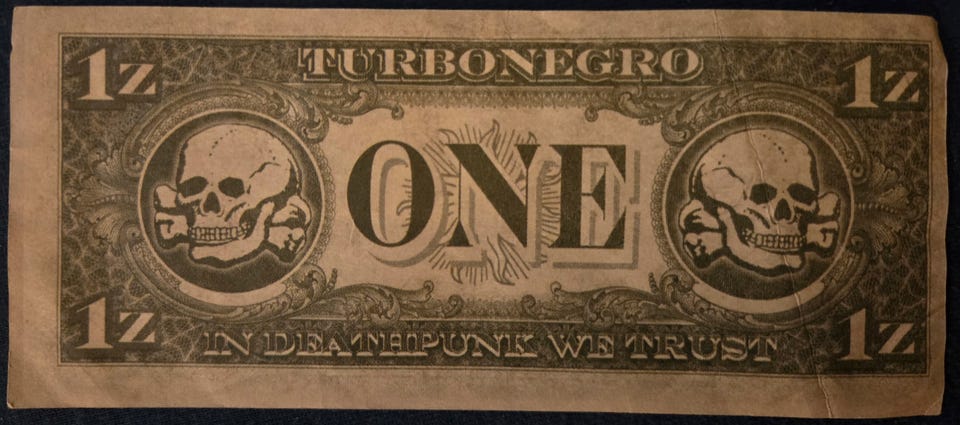 1z TURBONEGRO 1z
ONE
1z IN DEATHPUNK WE TRUST 1z